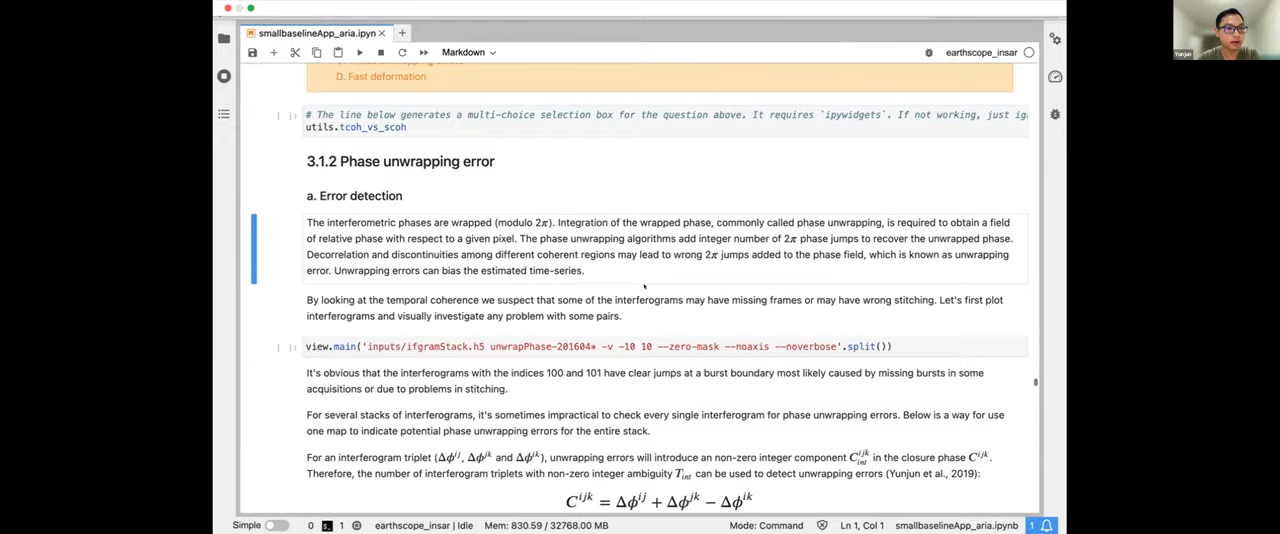 smallbaselineApp_aria.ipyn
Markdown
earthscope_insar
D. Fast deformation
[ ]: # The line below generates a multi-choice selection box for the question above. It requires `ipywidgets`. If not working, just ig
utils.tcoh_vs_scoh
3.1.2 Phase unwrapping error
a. Error detection
The interferometric phases are wrapped (modulo 2π). Integration of the wrapped phase, commonly called phase unwrapping, is required to obtain a field
of relative phase with respect to a given pixel. The phase unwrapping algorithms add integer number of 2π phase jumps to recover the unwrapped phase.
Decorrelation and discontinuities among different coherent regions may lead to wrong 2π jumps added to the phase field, which is known as unwrapping
error. Unwrapping errors can bias the estimated time-series.
By looking at the temporal coherence we suspect that some of the interferograms may have missing frames or may have wrong stitching. Let's first plot
interferograms and visually investigate any problem with some pairs.
[ ]: view.main('inputs/ifgramStack.h5 unwrapPhase-201604* -v -10 10 --zero-mask --noaxis --noverbose'.split())
It's obvious that the interferograms with the indices 100 and 101 have clear jumps at a burst boundary most likely caused by missing bursts in some
acquisitions or due to problems in stitching.
For several stacks of interferograms, it's sometimes impractical to check every single interferogram for phase unwrapping errors. Below is a way for use
one map to indicate potential phase unwrapping errors for the entire stack.
For an interferogram triplet (Δϕ^ij, Δϕ^jk and Δϕ^ik), unwrapping errors will introduce an non-zero integer component C_int^ijk in the closure phase C^ijk.
Therefore, the number of interferogram triplets with non-zero integer ambiguity T_int can be used to detect unwrapping errors (Yunjun et al., 2019):
C^ijk = Δϕ^ij + Δϕ^jk − Δϕ^ik
Simple 0 1 earthscope_insar | Idle Mem: 830.59 / 32768.00 MB Mode: Command Ln 1, Col 1 smallbaselineApp_aria.ipynb 1
Yunjun